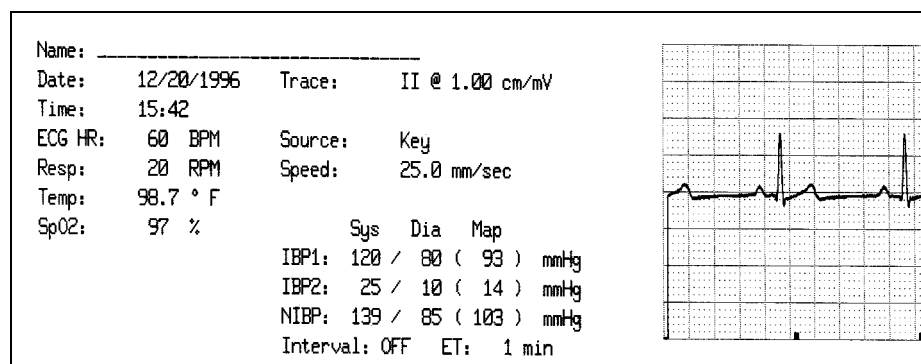 Name: ________________________________
Date: 12/20/1996 Trace: II @ 1.00 cm/mV
Time: 15:42
ECG HR: 60 BPM Source: Key
Resp: 20 RPM Speed: 25.0 mm/sec
Temp: 98.7 ° F
SpO2: 97 %
Sys Dia Map
IBP1: 120 / 80 ( 93 ) mmHg
IBP2: 25 / 10 ( 14 ) mmHg
NIBP: 139 / 85 ( 103 ) mmHg
Interval: OFF ET: 1 min